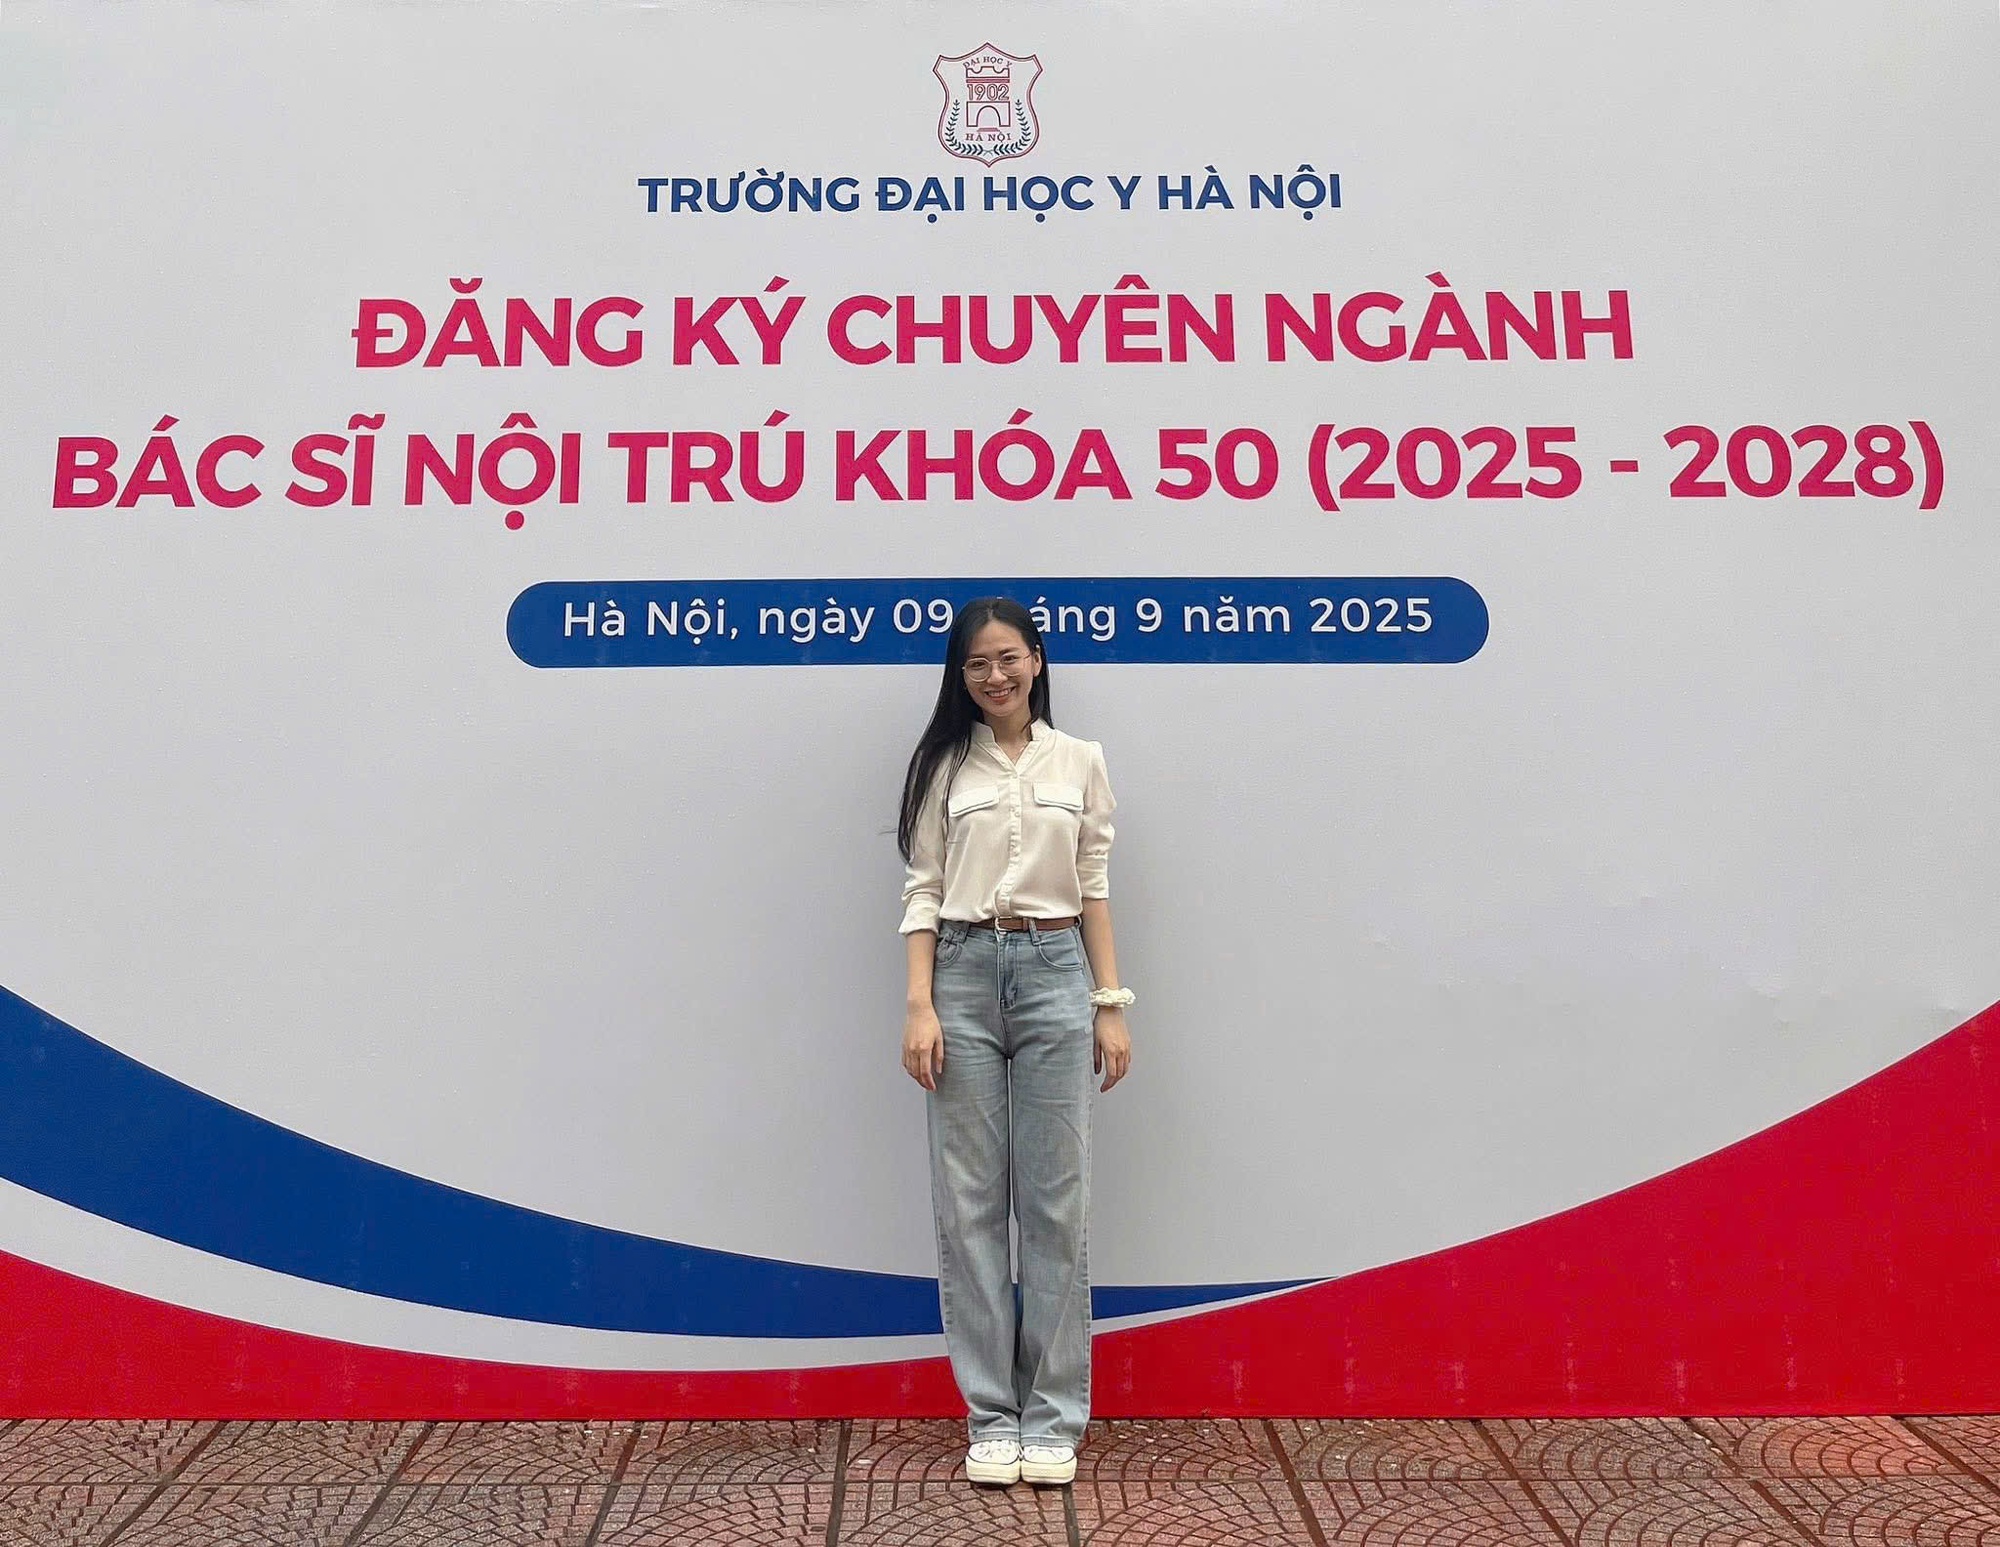 ĐẠI HỌC Y
1902
HÀ NỘI
TRƯỜNG ĐẠI HỌC Y HÀ NỘI
ĐĂNG KÝ CHUYÊN NGÀNH
BÁC SĨ NỘI TRÚ KHÓA 50 (2025 - 2028)
Hà Nội, ngày 09 áng 9 năm 2025